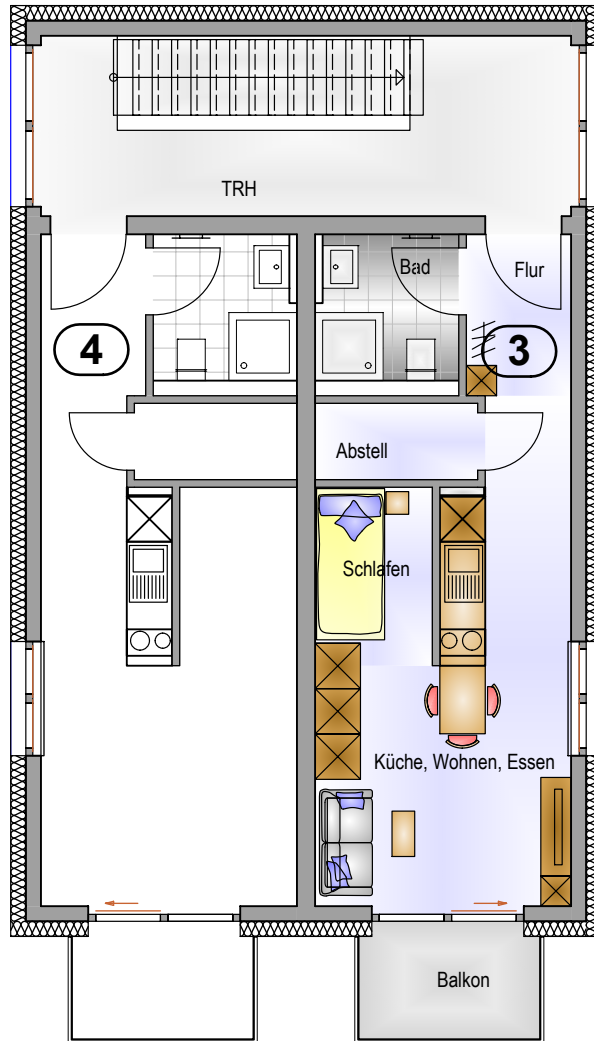 TRH
Bad
Flur
4
3
Abstell
Schlafen
Küche, Wohnen, Essen
Balkon